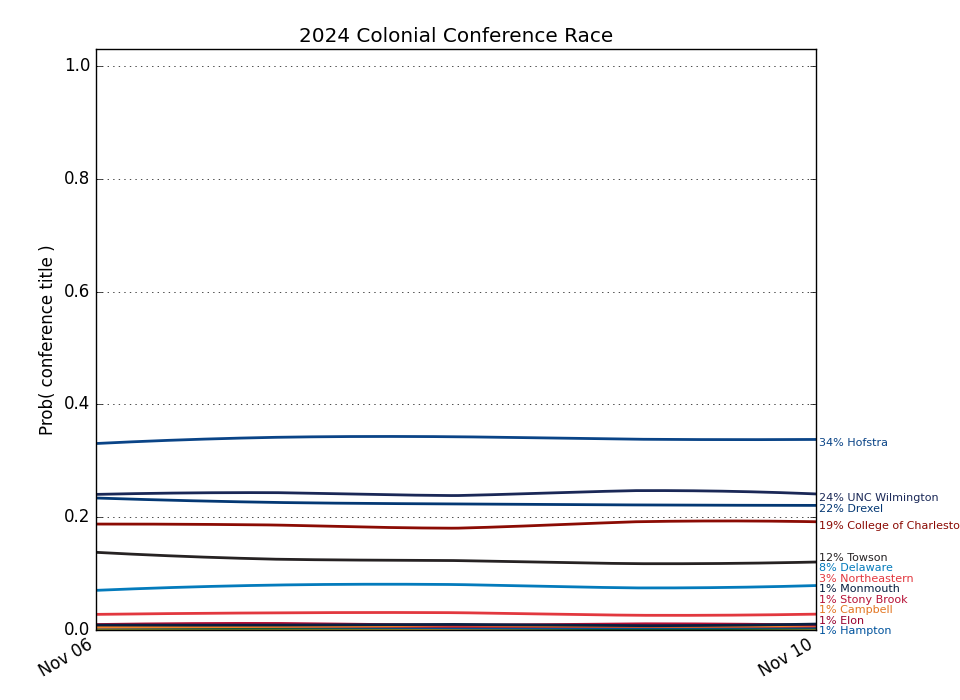 2024 Colonial Conference Race
1.0
0.8
0.6
0.4
0.2
0.0
Prob( conference title )
Nov 06
Nov 10
34% Hofstra
24% UNC Wilmington
22% Drexel
19% College of Charlesto
12% Towson
8% Delaware
3% Northeastern
1% Monmouth
1% Stony Brook
1% Campbell
1% Elon
1% Hampton